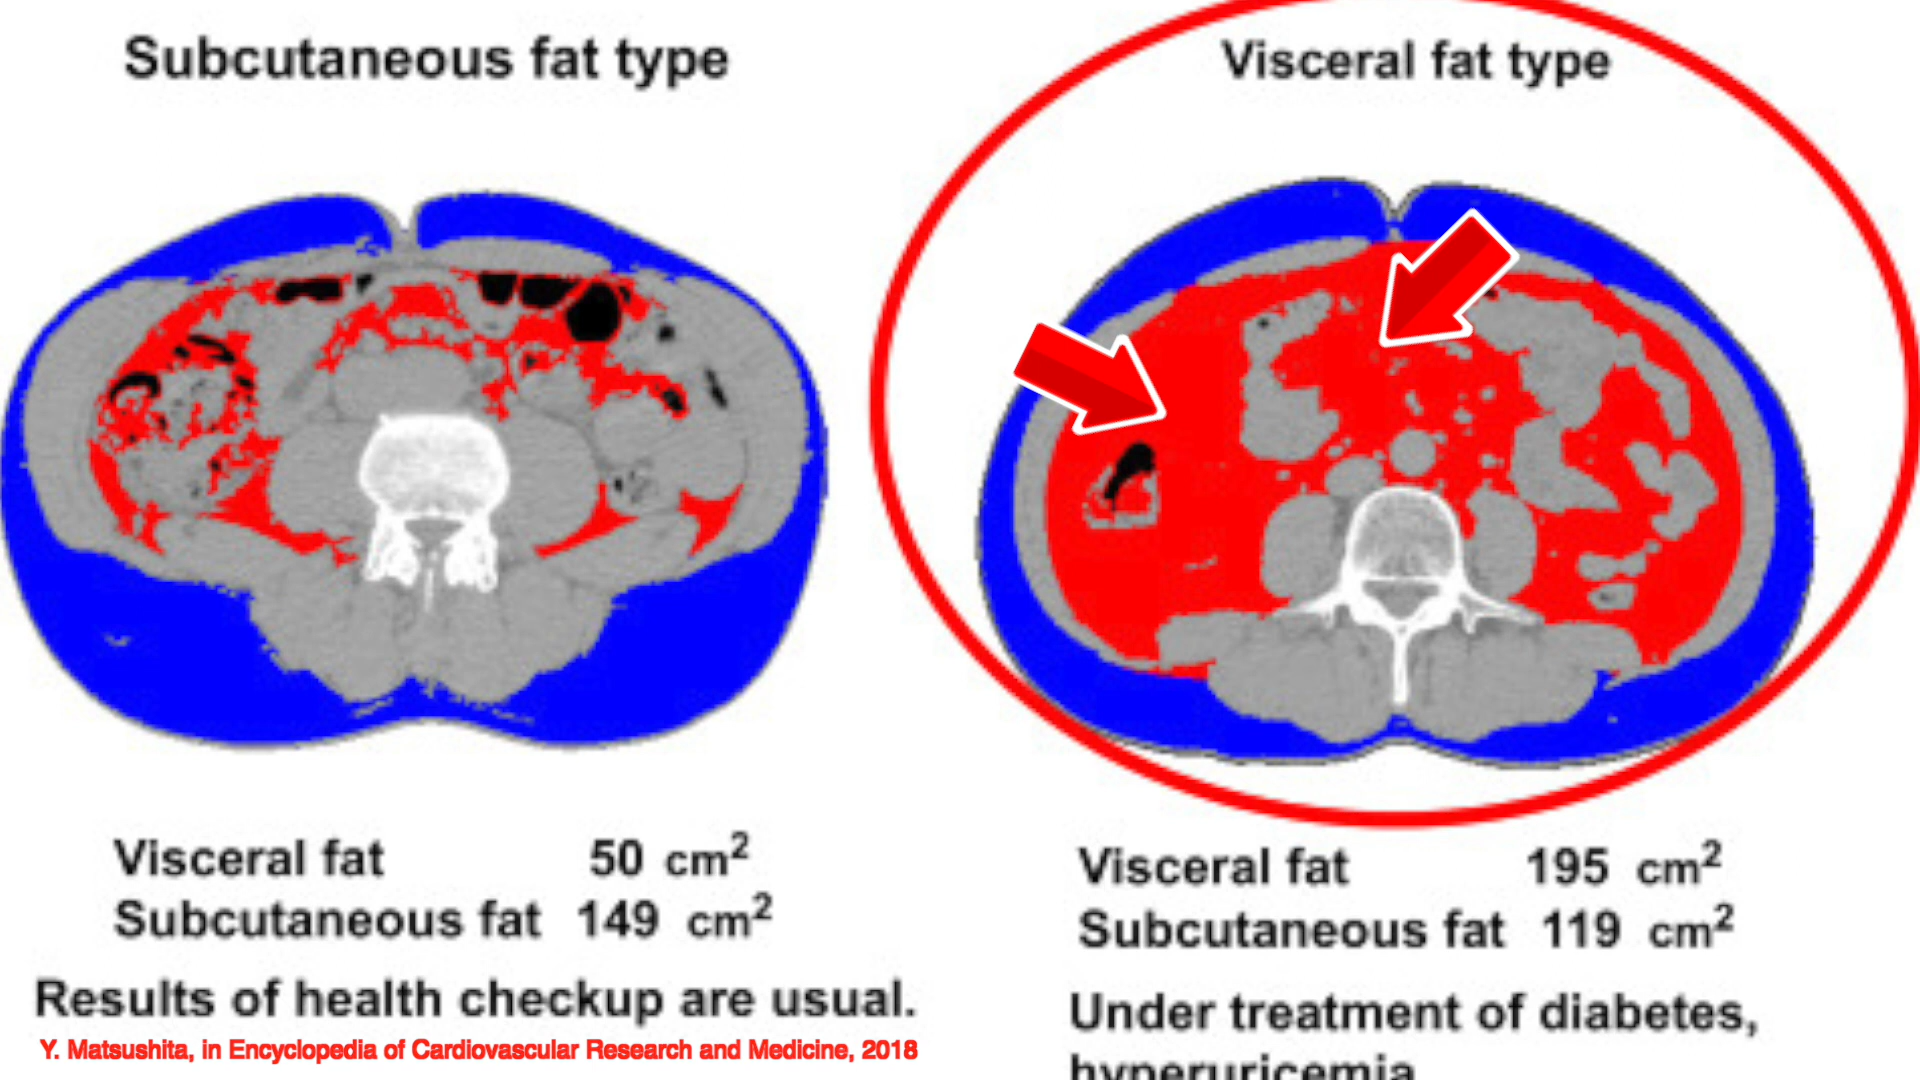 Subcutaneous fat type
Visceral fat 50 cm²
Subcutaneous fat 149 cm²
Results of health checkup are usual.
Y. Matsushita, in Encyclopedia of Cardiovascular Research and Medicine, 2018
Visceral fat type
Visceral fat 195 cm²
Subcutaneous fat 119 cm²
Under treatment of diabetes,
hyperuricemia